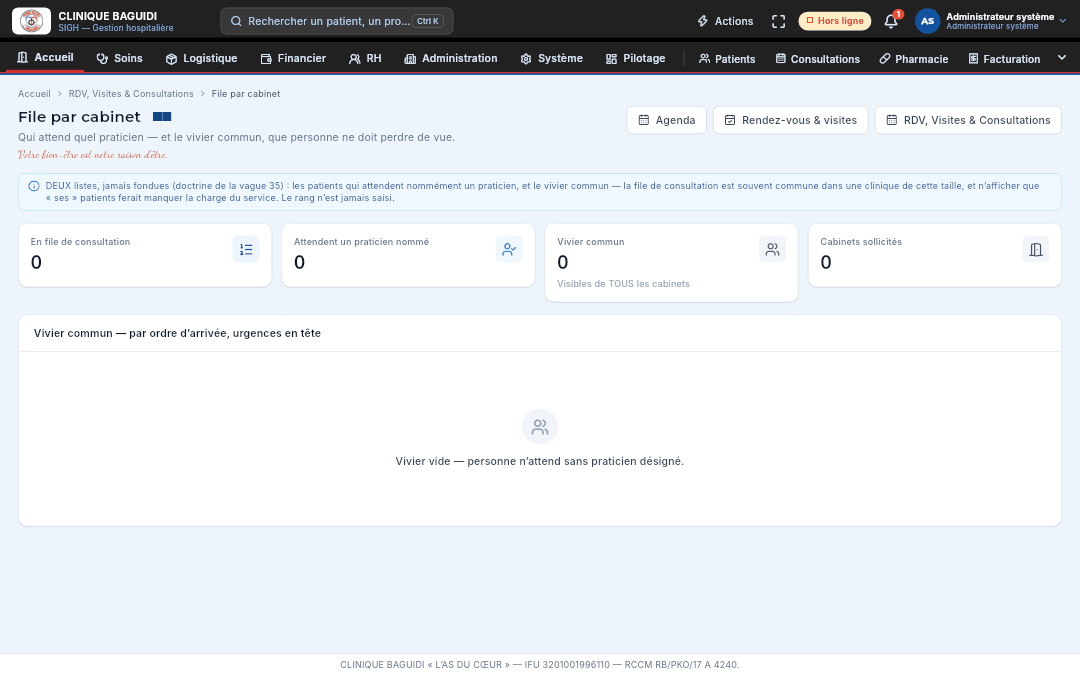 CLINIQUE BAGUIDI
SIGH — Gestion hospitalière
Rechercher un patient, un pro... Ctrl K
Actions
Hors ligne
1
AS
Administrateur système
Administrateur système
Accueil
Soins
Logistique
Financier
RH
Administration
Système
Pilotage
Patients
Consultations
Pharmacie
Facturation
Accueil > RDV, Visites & Consultations > File par cabinet
File par cabinet
Qui attend quel praticien — et le vivier commun, que personne ne doit perdre de vue.
Votre bien-être est notre raison d'être.
Agenda
Rendez-vous & visites
RDV, Visites & Consultations
DEUX listes, jamais fondues (doctrine de la vague 35) : les patients qui attendent nommément un praticien, et le vivier commun — la file de consultation est souvent commune dans une clinique de cette taille, et n'afficher que
« ses » patients ferait manquer la charge du service. Le rang n'est jamais saisi.
En file de consultation
0
Attendent un praticien nommé
0
Vivier commun
0
Visibles de TOUS les cabinets
Cabinets sollicités
0
Vivier commun — par ordre d'arrivée, urgences en tête
Vivier vide — personne n'attend sans praticien désigné.
CLINIQUE BAGUIDI « L'AS DU CŒUR » — IFU 3201001996110 — RCCM RB/PKO/17 A 4240.